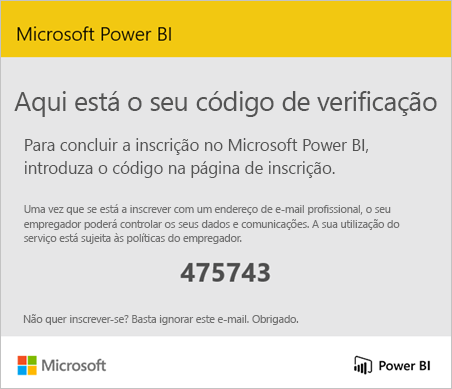 Microsoft Power BI
Aqui está o seu código de verificação
Para concluir a inscrição no Microsoft Power BI,
introduza o código na página de inscrição.
Uma vez que se está a inscrever com um endereço de e-mail profissional, o seu
empregador poderá controlar os seus dados e comunicações. A sua utilização do
serviço está sujeita às políticas do empregador.
475743
Não quer inscrever-se? Basta ignorar este e-mail. Obrigado.
Microsoft Power BI